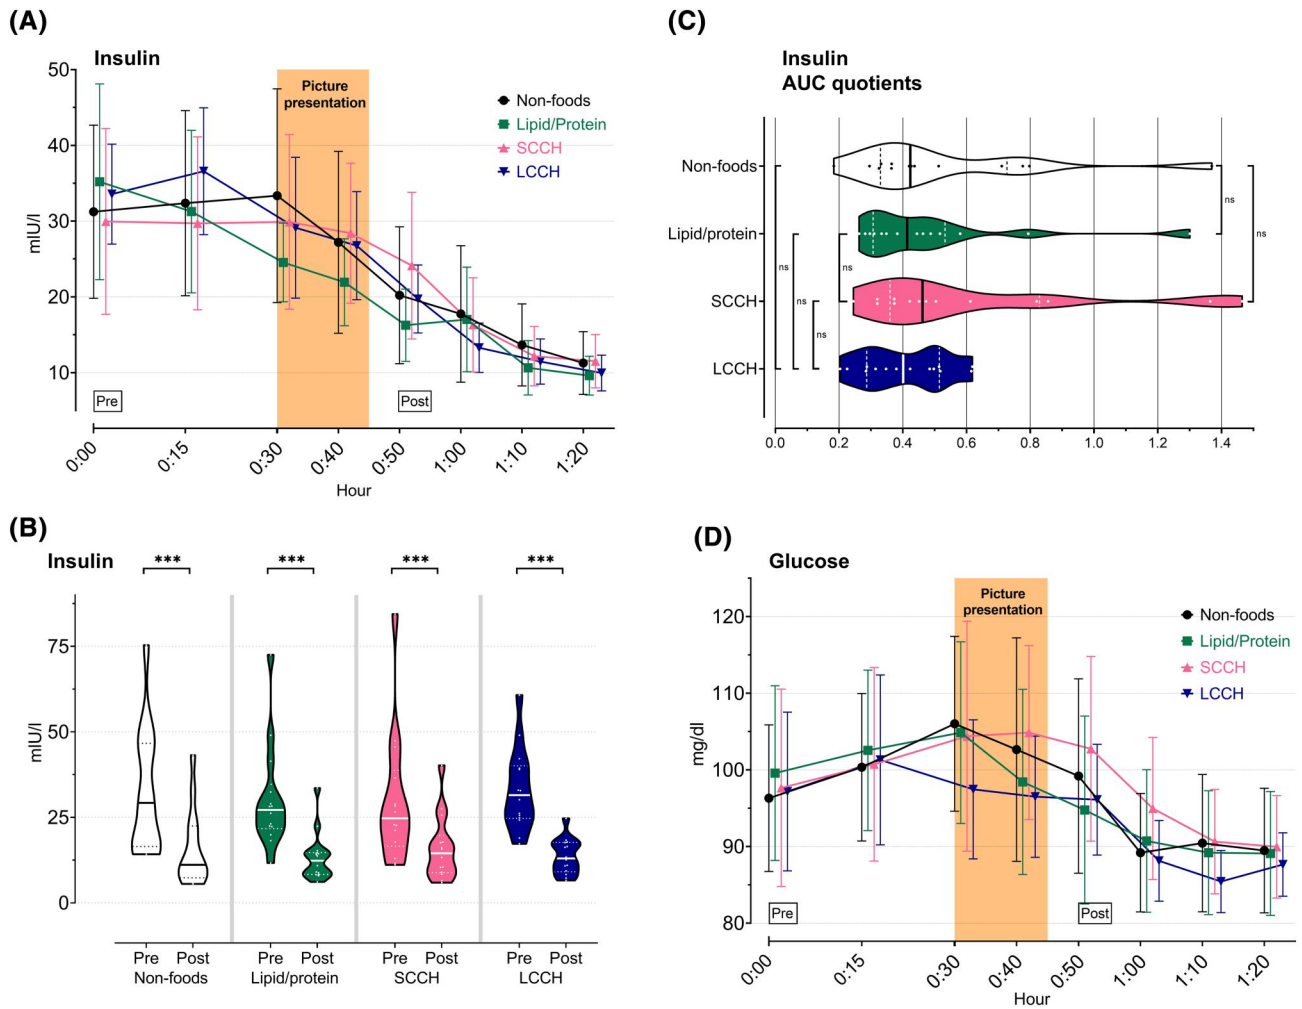 (A)
Insulin
50
40
30
20
10
mIU/l
Picture
presentation
Non-foods
Lipid/Protein
SCCH
LCCH
Pre
Post
0:00
0:15
0:30
0:40
0:50
1:00
1:10
1:20
Hour
(C)
Insulin
AUC quotients
Non-foods
Lipid/protein
SCCH
LCCH
ns
ns
ns
ns
ns
ns
0.0
0.2
0.4
0.6
0.8
1.0
1.2
1.4
(B)
Insulin
***
***
***
***
75
50
25
0
mIU/l
Pre Post
Non-foods
Pre Post
Lipid/protein
Pre Post
SCCH
Pre Post
LCCH
(D)
Glucose
120
110
100
90
80
mg/dl
Picture
presentation
Non-foods
Lipid/Protein
SCCH
LCCH
Pre
Post
0:00
0:15
0:30
0:40
0:50
1:00
1:10
1:20
Hour